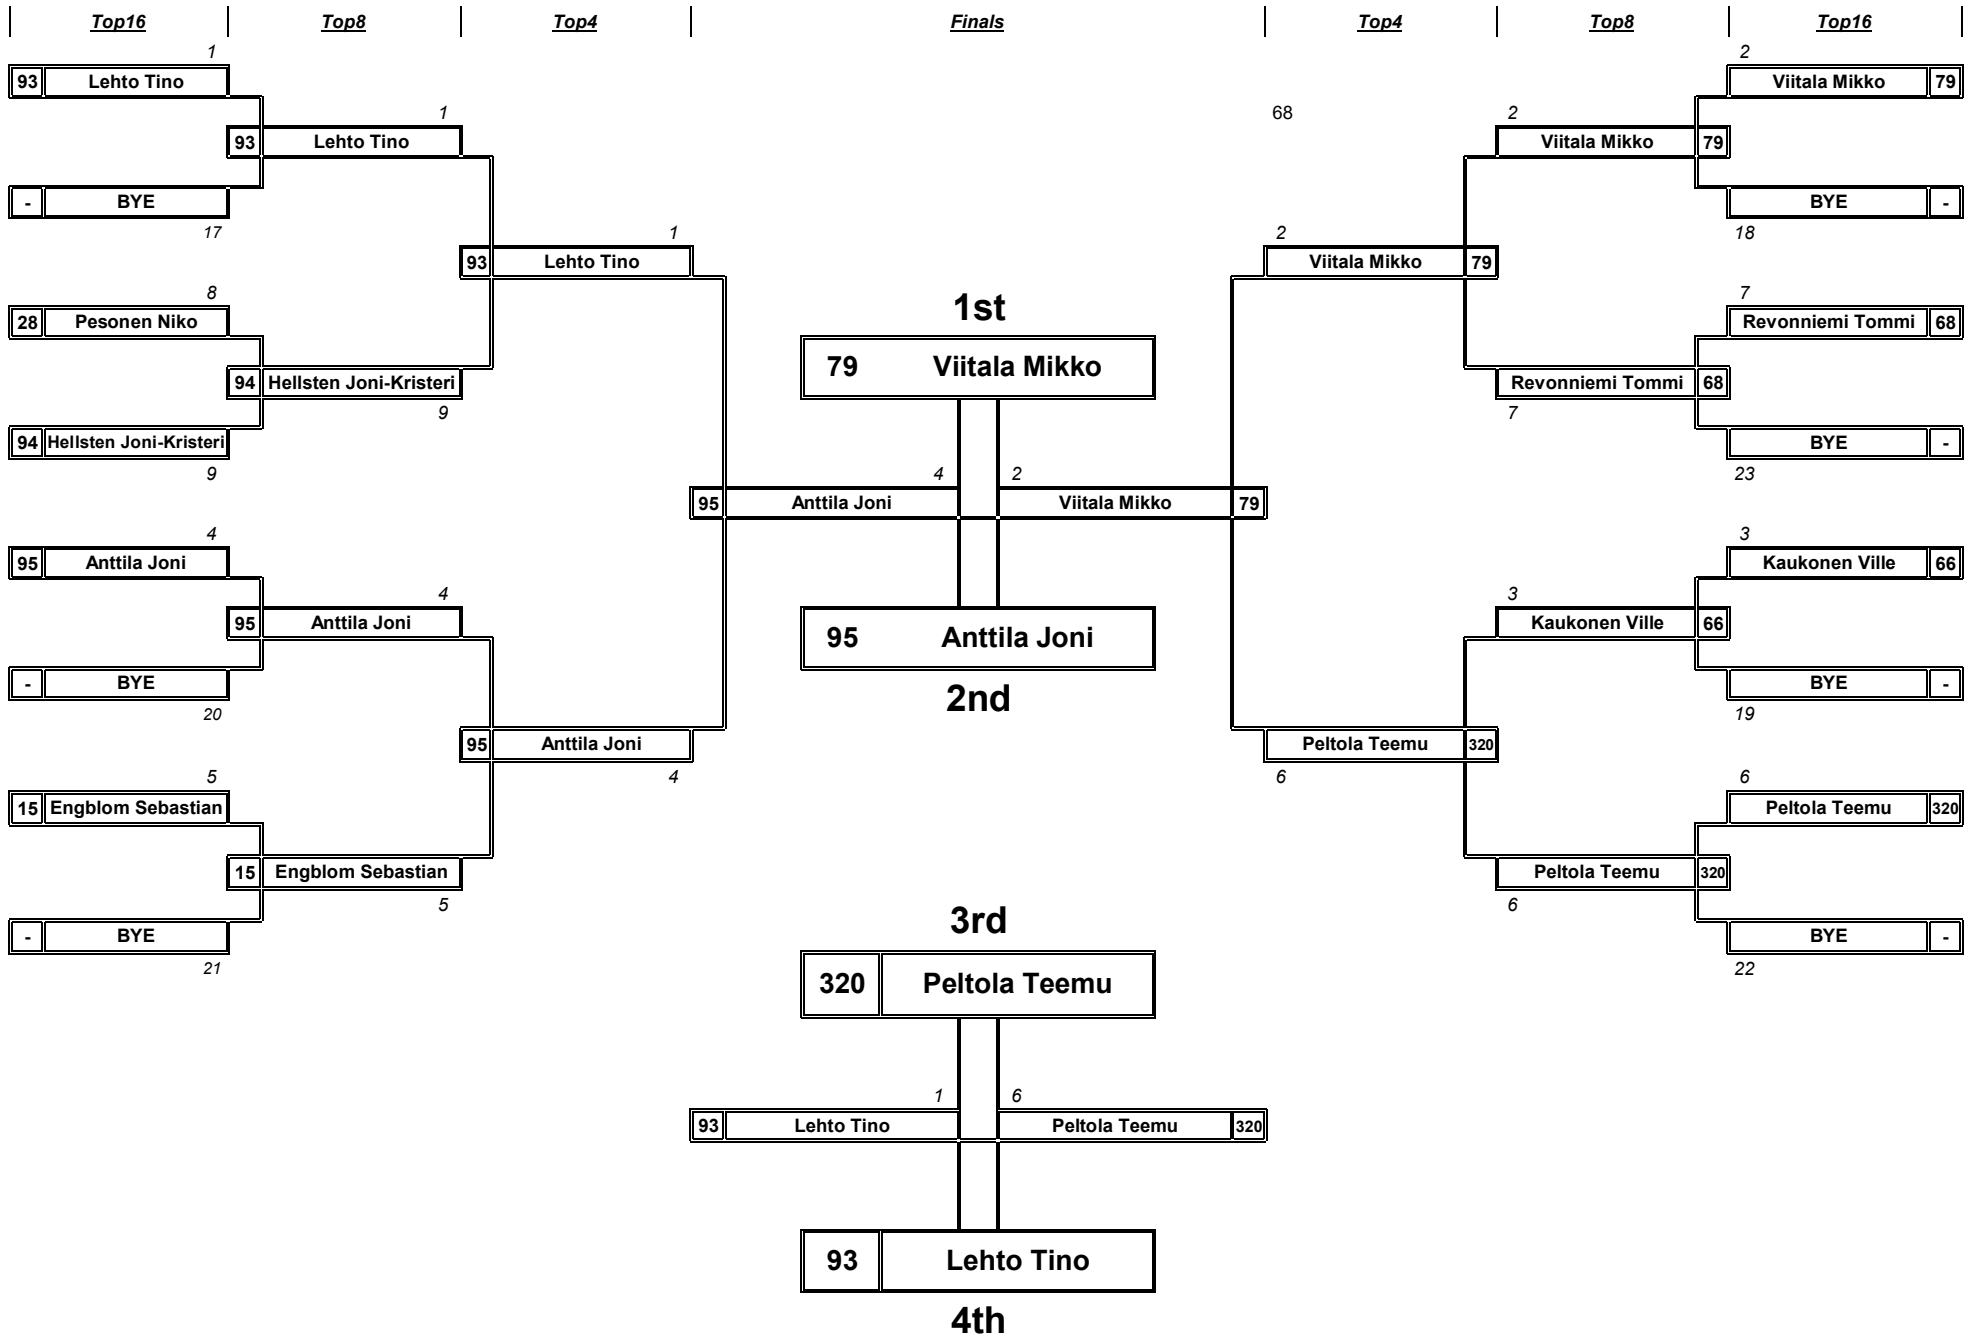 Top16 Top8 Top4 Finals Top4 Top8 Top16
1 2
93 Lehto Tino Viitala Mikko 79
1 68 2
93 Lehto Tino Viitala Mikko 79
- BYE BYE -
17 1 2 18
93 Lehto Tino Viitala Mikko 79
8 1st 7
28 Pesonen Niko Revonniemi Tommi 68
79 Viitala Mikko
94 Hellsten Joni-Kristeri Revonniemi Tommi 68
9 7
94 Hellsten Joni-Kristeri BYE -
9 4 2 23
95 Anttila Joni Viitala Mikko 79
4 3
95 Anttila Joni Kaukonen Ville 66
4 3
95 Anttila Joni 95 Anttila Joni Kaukonen Ville 66
- BYE 2nd BYE -
20 19
95 Anttila Joni Peltola Teemu 320
5 4 6 6
15 Engblom Sebastian Peltola Teemu 320
15 Engblom Sebastian Peltola Teemu 320
5 3rd 6
- BYE BYE -
21 22
320 Peltola Teemu
1 6
93 Lehto Tino Peltola Teemu 320
93 Lehto Tino
4th